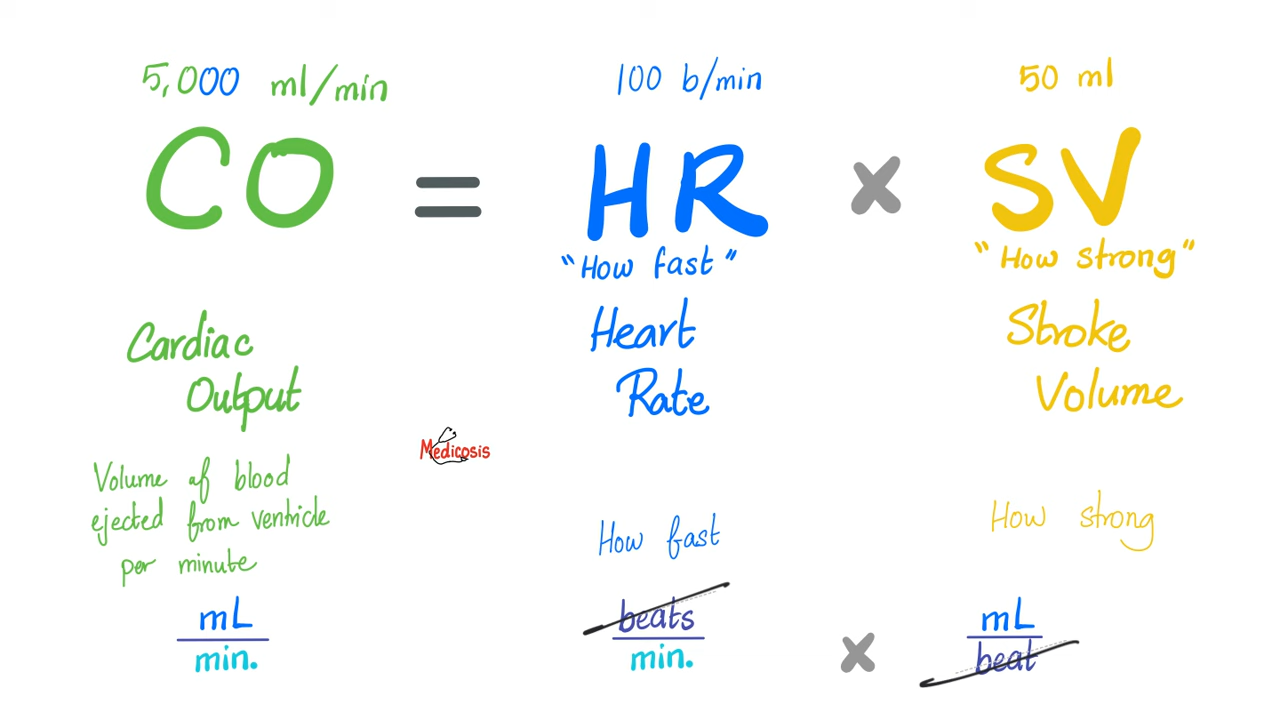 5,000 ml/min
100 b/min
50 ml
CO = HR × SV
"How fast"
"How strong"
Cardiac
Output
Heart
Rate
Stroke
Volume
Medicosis
Volume of blood
ejected from ventricle
per minute
How fast
How strong
mL
min.
beats
min.
×
mL
beat